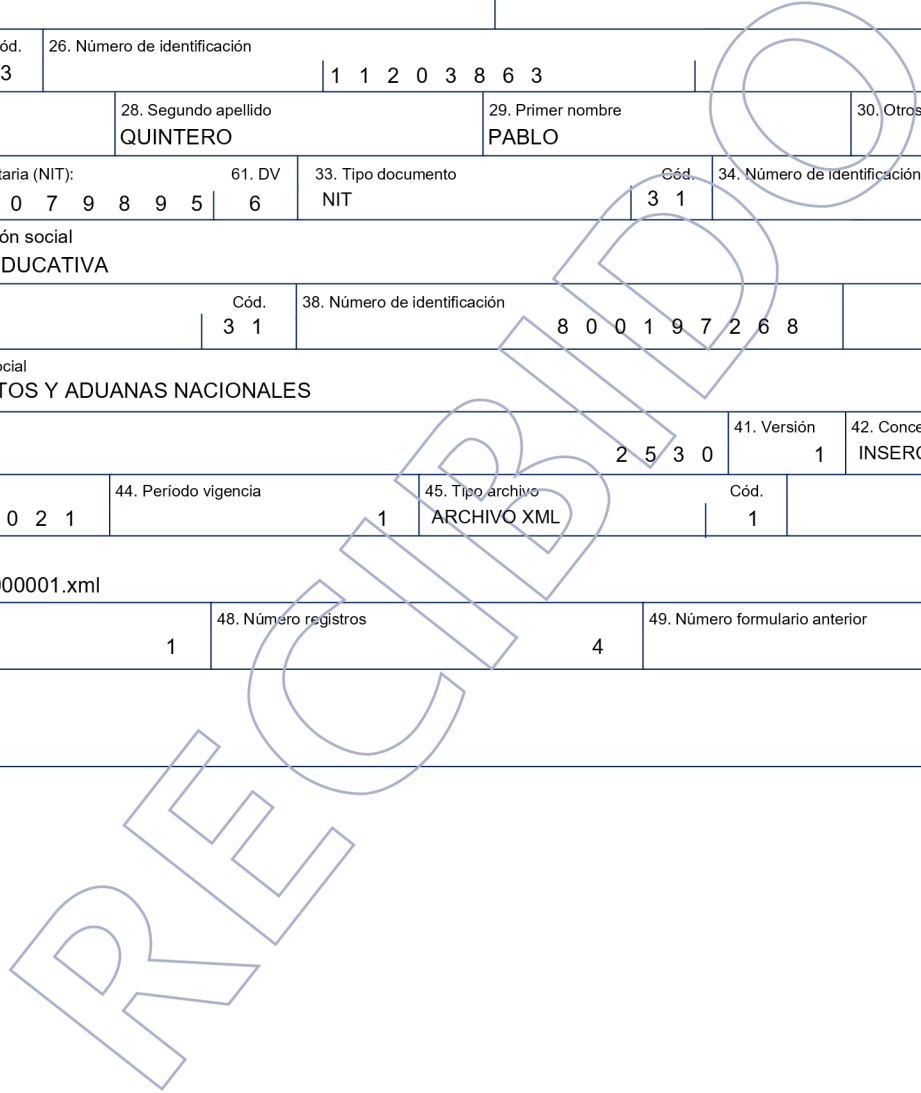 ód. 26. Número de identificación
3 1 1 2 0 3 8 6 3
28. Segundo apellido 29. Primer nombre 30. Otros
QUINTERO PABLO
taria (NIT): 61. DV 33. Tipo documento Cód. 34. Número de identificación
0 7 9 8 9 5 6 NIT 3 1
ón social
DUCATIVA
Cód. 38. Número de identificación
3 1 8 0 0 1 9 7 2 6 8
ocial
TOS Y ADUANAS NACIONALES
41. Versión 42. Conce
2 5 3 0 1 INSERC
44. Período vigencia 45. Tipo archivo Cód.
0 2 1 1 ARCHIVO XML 1
000001.xml
48. Número registros 49. Número formulario anterior
1 4
RECIBIDO